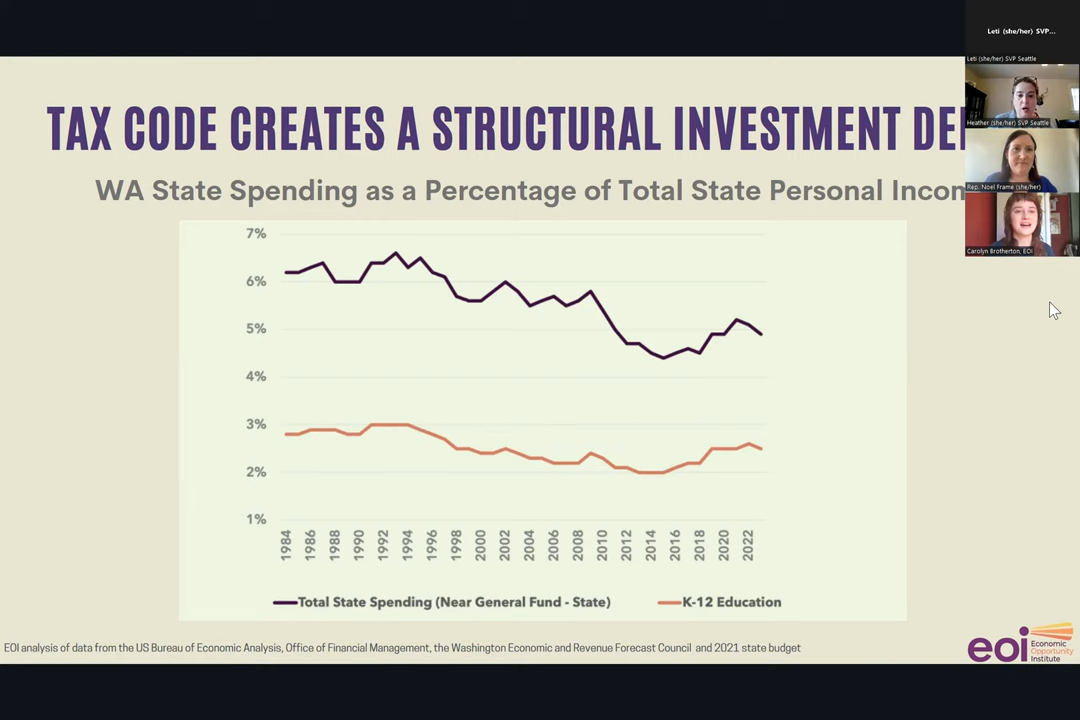 Leti (she/her) SVP...
Leti (she/her) SVP Seattle
Heather (she/her) SVP Seattle
Rep. Noel Frame (she/her)
Carolyn Brotherton, EOI
TAX CODE CREATES A STRUCTURAL INVESTMENT
WA State Spending as a Percentage of Total State Personal
7%
6%
5%
4%
3%
2%
1%
1984
1986
1988
1990
1992
1994
1996
1998
2000
2002
2004
2006
2008
2010
2012
2014
2016
2018
2020
2022
Total State Spending (Near General Fund - State)
K-12 Education
EOI analysis of data from the US Bureau of Economic Analysis, Office of Financial Management, the Washington Economic and Revenue Forecast Council and 2021 state budget
eoi
Economic
Opportunity
Institute